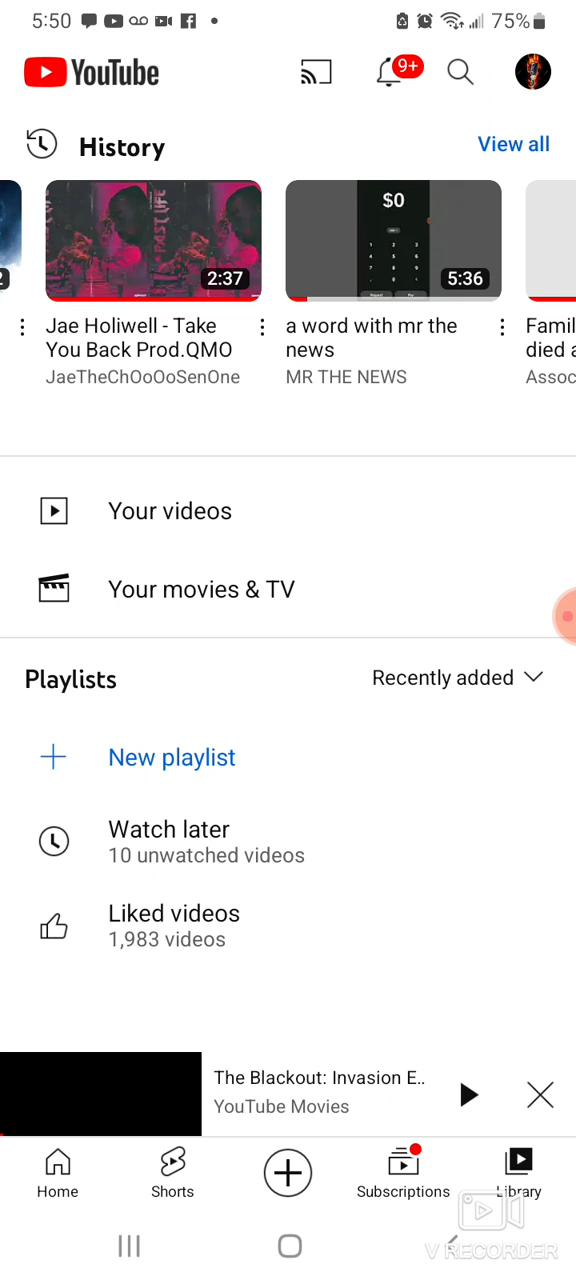 5:50
75%
YouTube
9+
History
View all
$0
PAST LIFE
2:37
5:36
Jae Holiwell - Take
You Back Prod.QMO
JaeTheChOoOoSenOne
a word with mr the
news
MR THE NEWS
Famil
died a
Assoc
Your videos
Your movies & TV
Playlists
Recently added
New playlist
Watch later
10 unwatched videos
Liked videos
1,983 videos
The Blackout: Invasion E..
YouTube Movies
Home
Shorts
Subscriptions
Library
V RECORDER